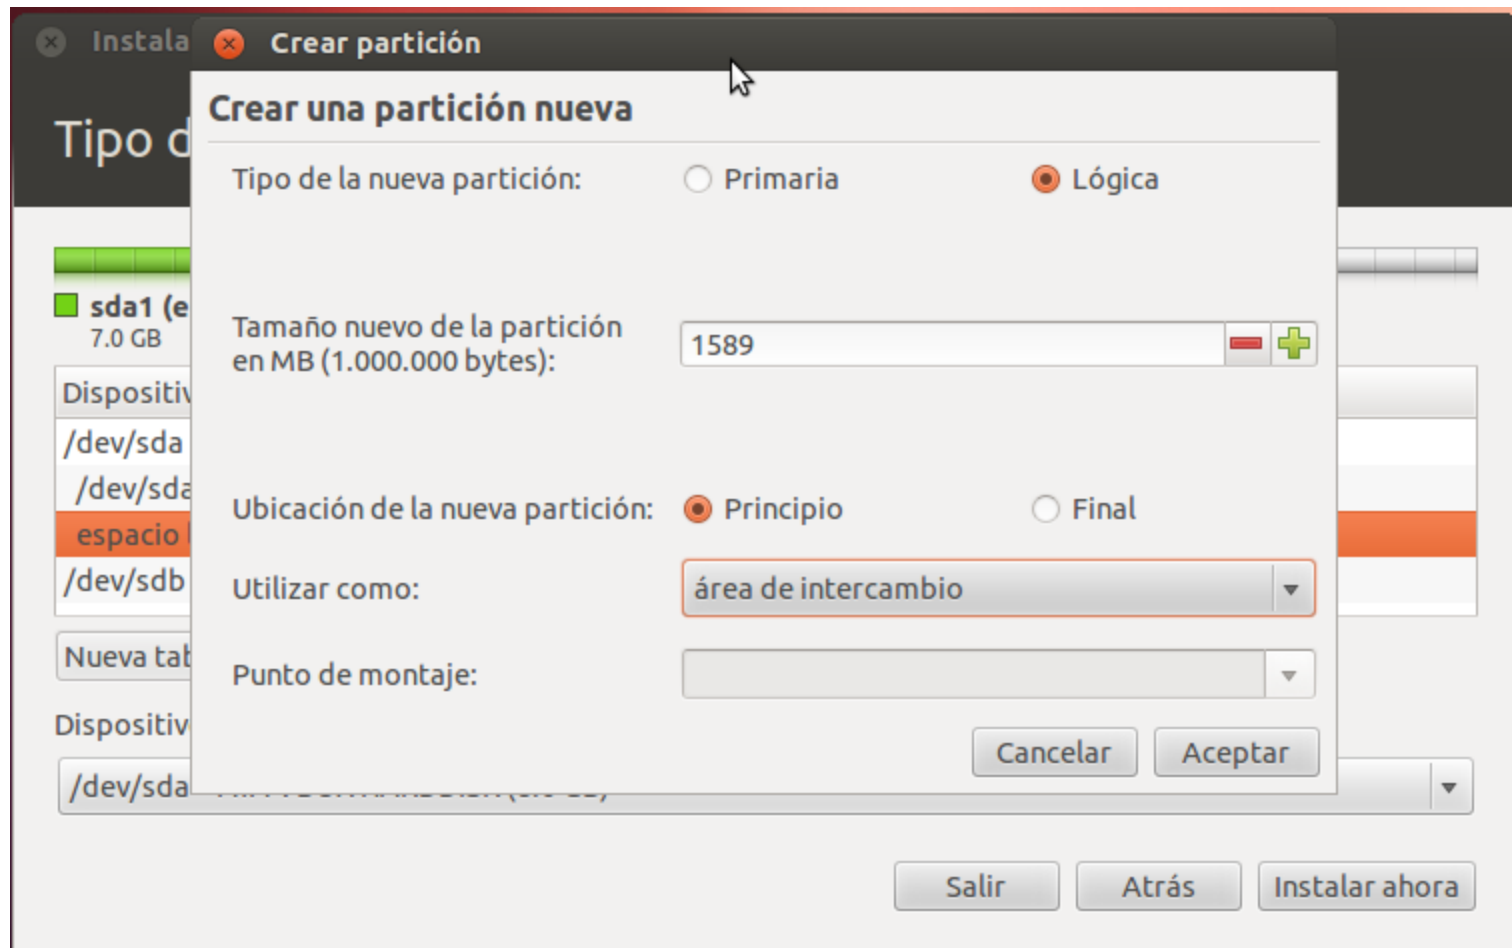 Instala
Crear partición
Tipo d
Crear una partición nueva
Tipo de la nueva partición:
Primaria
Lógica
sda1 (e
7.0 GB
Tamaño nuevo de la partición
en MB (1.000.000 bytes):
1589
Dispositiv
/dev/sda
/dev/sda
espacio l
/dev/sdb
Ubicación de la nueva partición:
Principio
Final
Utilizar como:
área de intercambio
Nueva tab
Punto de montaje:
Dispositiv
Cancelar
Aceptar
/dev/sda
Salir
Atrás
Instalar ahora